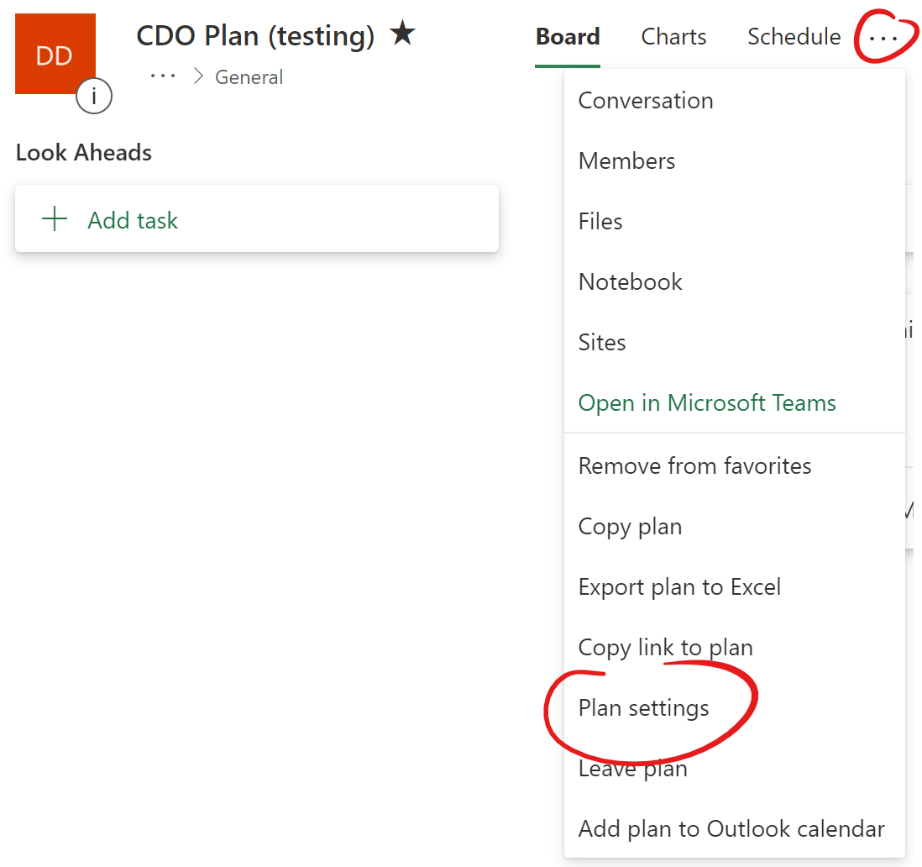 DD
CDO Plan (testing) ★
Board Charts Schedule ...
... > General
i
Look Aheads
+ Add task
Conversation
Members
Files
Notebook
Sites
Open in Microsoft Teams
Remove from favorites
Copy plan
Export plan to Excel
Copy link to plan
Plan settings
Leave plan
Add plan to Outlook calendar